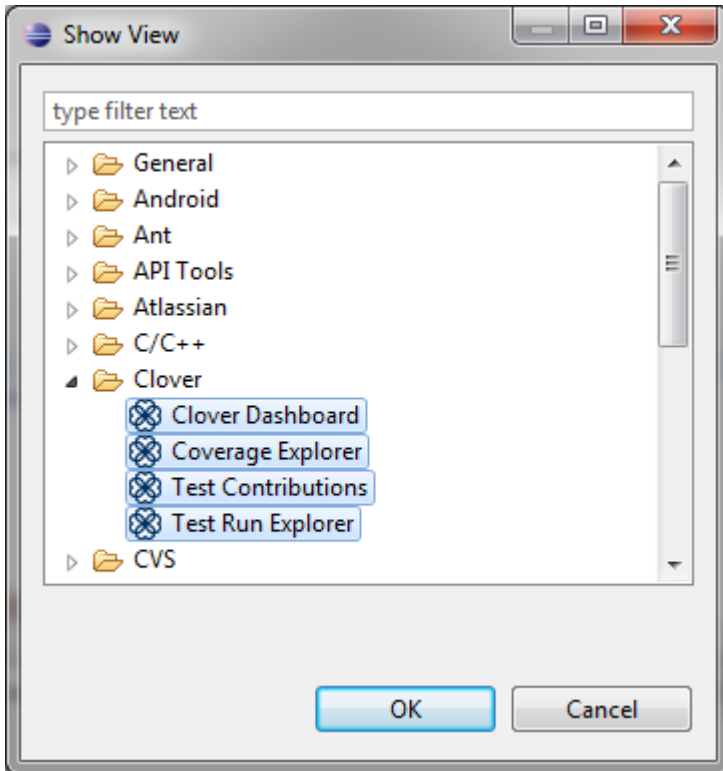 Show View
type filter text
General
Android
Ant
API Tools
Atlassian
C/C++
Clover
Clover Dashboard
Coverage Explorer
Test Contributions
Test Run Explorer
CVS
OK Cancel